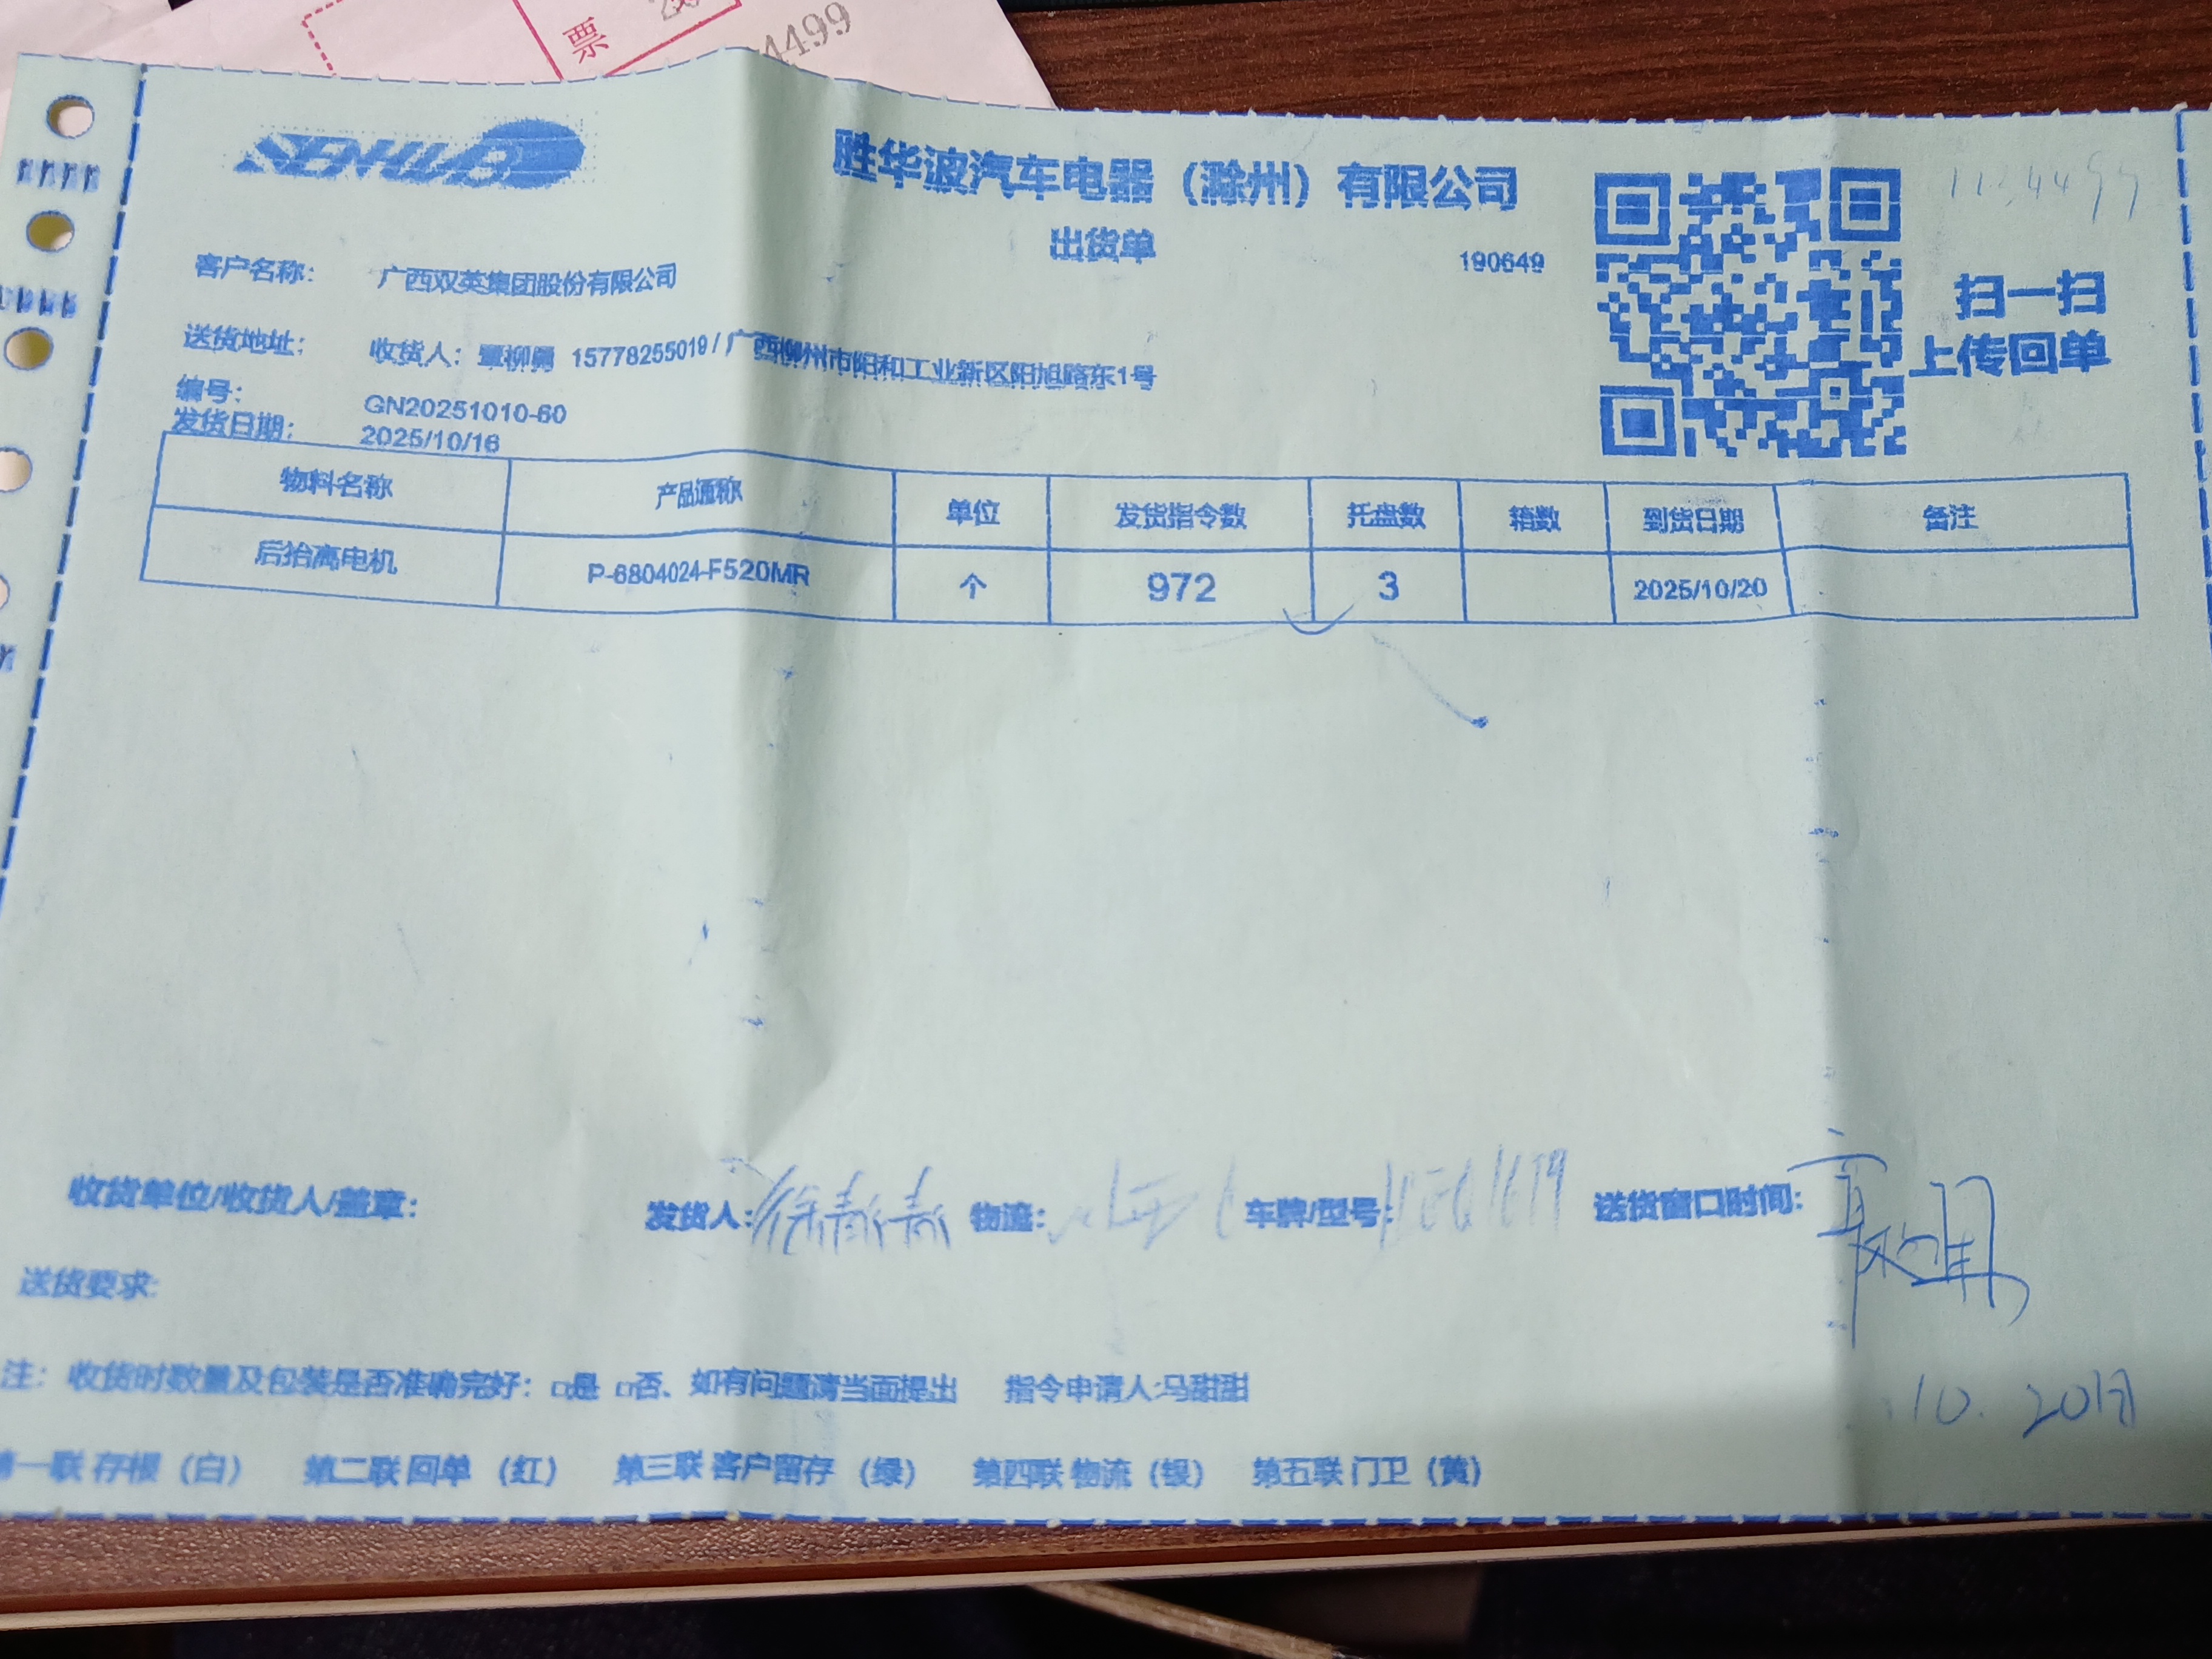 票
4499
SENHWB
胜华波汽车电器（滁州）有限公司
出货单
190649
扫一扫
上传回单
客户名称： 广西双英集团股份有限公司
送货地址： 收货人：覃柳勇 15778255019/广西柳州市阳和工业新区阳旭路东1号
编号： GN20251010-60
发货日期： 2025/10/16
物料名称 产品通称 单位 发货指令数 托盘数 箱数 到货日期 备注
后抬高电机 P-6804024-F520MR 个 972 3 2025/10/20
收货单位/收货人/盖章： 发货人：徐青青 物流： 车牌/型号： 送货窗口时间：
送货要求：
注：收货时数量及包装是否准确完好：□是 □否、如有问题请当面提出 指令申请人:马甜甜
10.20日
第一联 存根（白） 第二联 回单（红） 第三联 客户留存（绿） 第四联 物流（银） 第五联 门卫（黄）